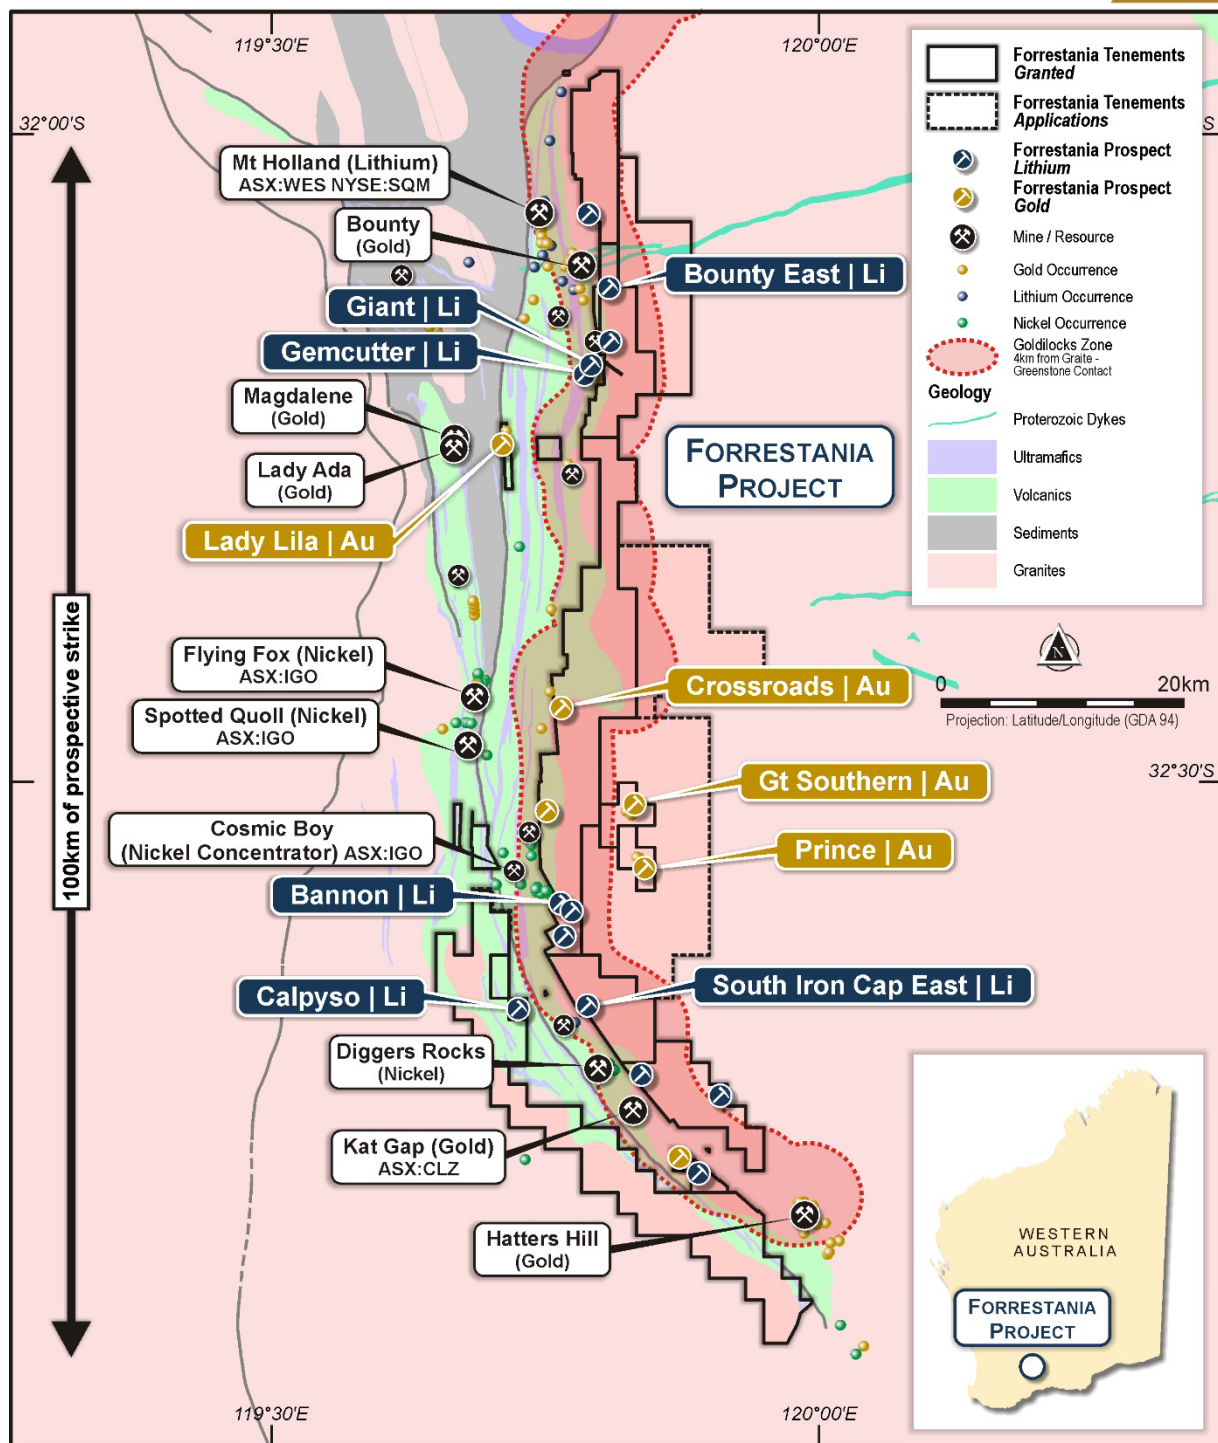 119°30'E
120°00'E
32°00'S
S
Forrestania Tenements
Granted
Forrestania Tenements
Applications
Forrestania Prospect
Lithium
Forrestania Prospect
Gold
Mine / Resource
Gold Occurrence
Lithium Occurrence
Nickel Occurrence
Goldilocks Zone
4km from Graite -
Greenstone Contact
Geology
Proterozoic Dykes
Ultramafics
Volcanics
Sediments
Granites
Mt Holland (Lithium)
ASX:WES NYSE:SQM
Bounty
(Gold)
Bounty East | Li
Giant | Li
Gemcutter | Li
Magdalene
(Gold)
Lady Ada
(Gold)
FORRESTANIA
PROJECT
Lady Lila | Au
100km of prospective strike
N
0 20km
Projection: Latitude/Longitude (GDA 94)
Flying Fox (Nickel)
ASX:IGO
Crossroads | Au
Spotted Quoll (Nickel)
ASX:IGO
32°30'S
Gt Southern | Au
Cosmic Boy
(Nickel Concentrator) ASX:IGO
Prince | Au
Bannon | Li
Calpyso | Li
South Iron Cap East | Li
Diggers Rocks
(Nickel)
Kat Gap (Gold)
ASX:CLZ
Hatters Hill
(Gold)
WESTERN
AUSTRALIA
FORRESTANIA
PROJECT
119°30'E
120°00'E